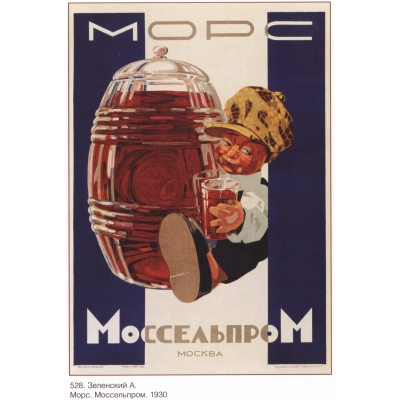 МОРС
МОССЕЛЬПРОМ
МОСКВА
528. Зеленский А.
Морс. Моссельпром. 1930